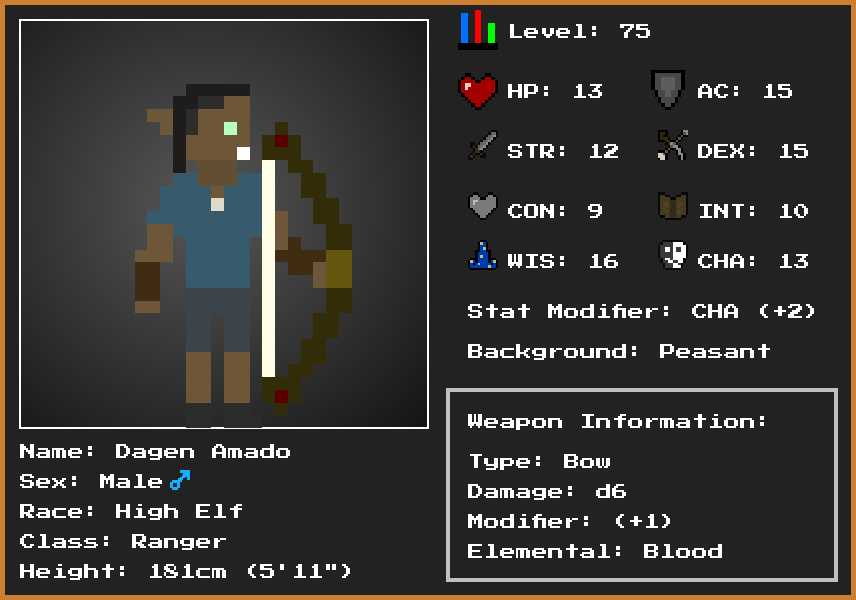 Level: 75
HP: 13 AC: 15
STR: 12 DEX: 15
CON: 9 INT: 10
WIS: 16 CHA: 13
Stat Modifier: CHA (+2)
Background: Peasant
Weapon Information:
Type: Bow
Damage: d6
Modifier: (+1)
Elemental: Blood
Name: Dagen Amado
Sex: Male♂
Race: High Elf
Class: Ranger
Height: 181cm (5'11")